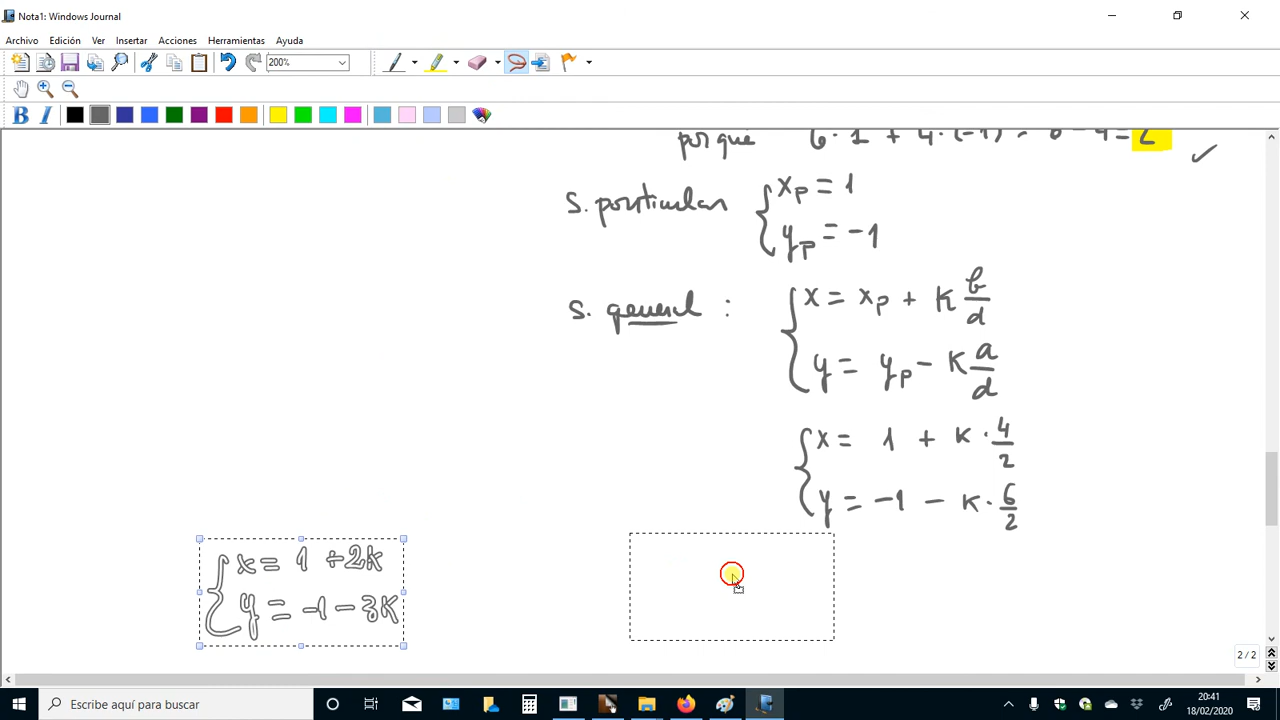 Nota1: Windows Journal
Archivo Edición Ver Insertar Acciones Herramientas Ayuda
200%
B I
porque 6·1 + 4·(-1) = 6 - 4 = 2 ✓
S. particular { xp = 1
yp = -1
S. general : { x = xp + K b/d
y = yp - K a/d
{ x = 1 + K · 4/2
y = -1 - K · 6/2
{ x = 1 + 2K
y = -1 - 3K
2 / 2
Escribe aquí para buscar
20:41
18/02/2020